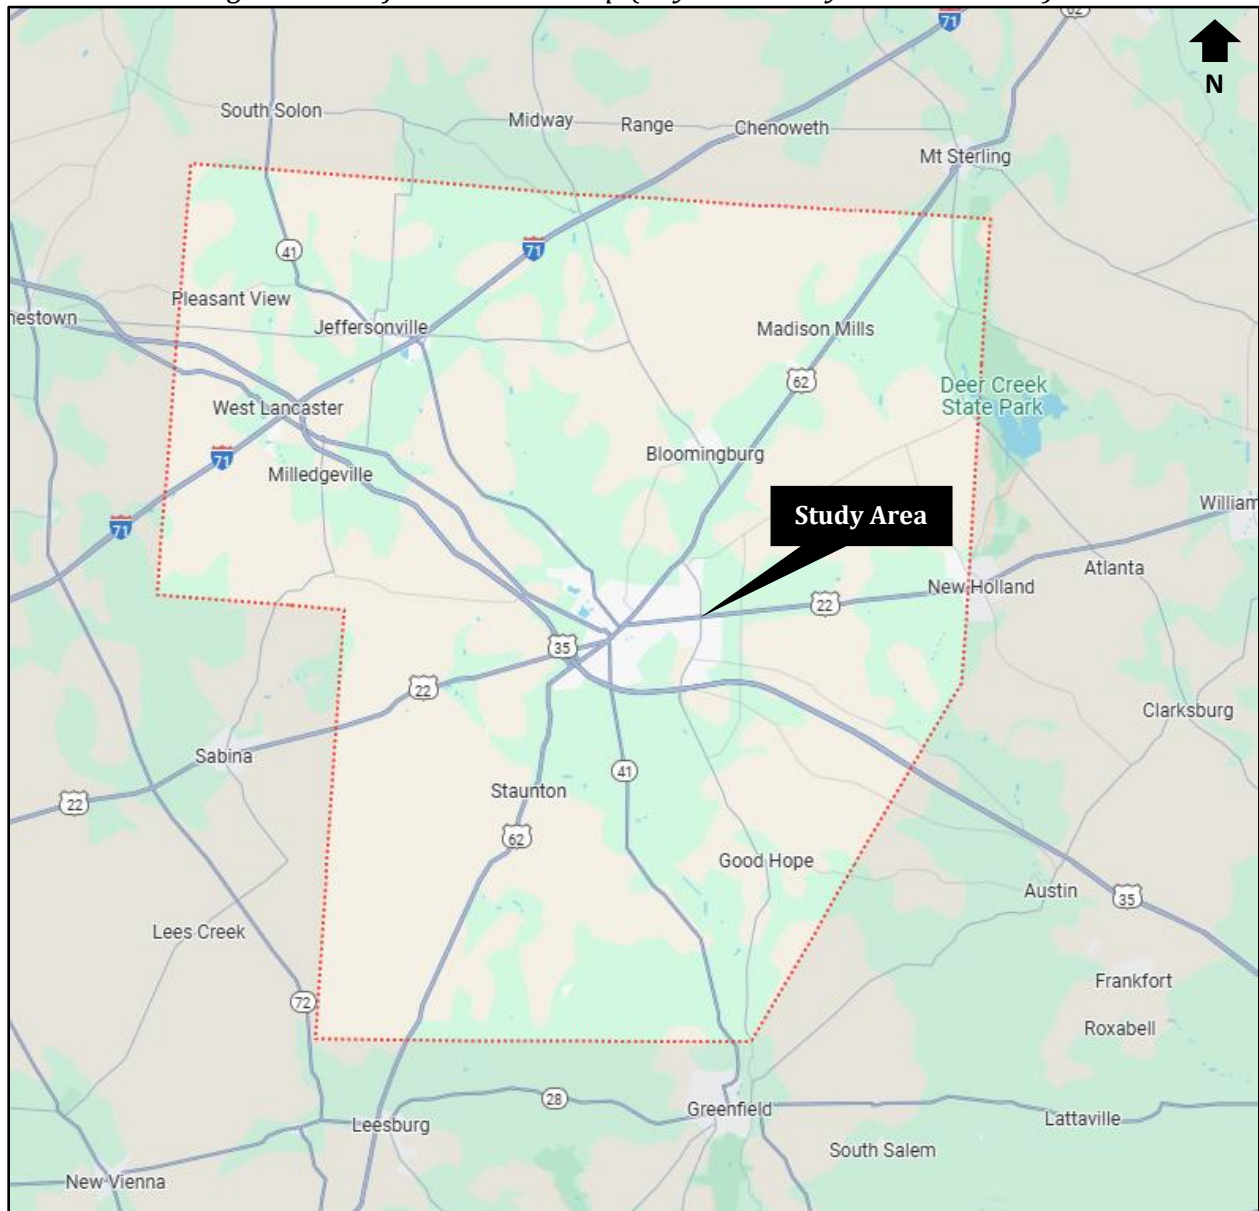 71
62
N
South Solon
Midway
Range
Chenoweth
Mt Sterling
41
71
Pleasant View
nestown
Jeffersonville
Madison Mills
62
Deer Creek
State Park
West Lancaster
71
Milledgeville
Bloomingburg
71
Study Area
William
Atlanta
New Holland
22
35
22
Clarksburg
Sabina
22
41
Staunton
62
Good Hope
Austin
35
Lees Creek
72
Frankfort
Roxabell
28
Greenfield
Leesburg
Lattaville
South Salem
New Vienna